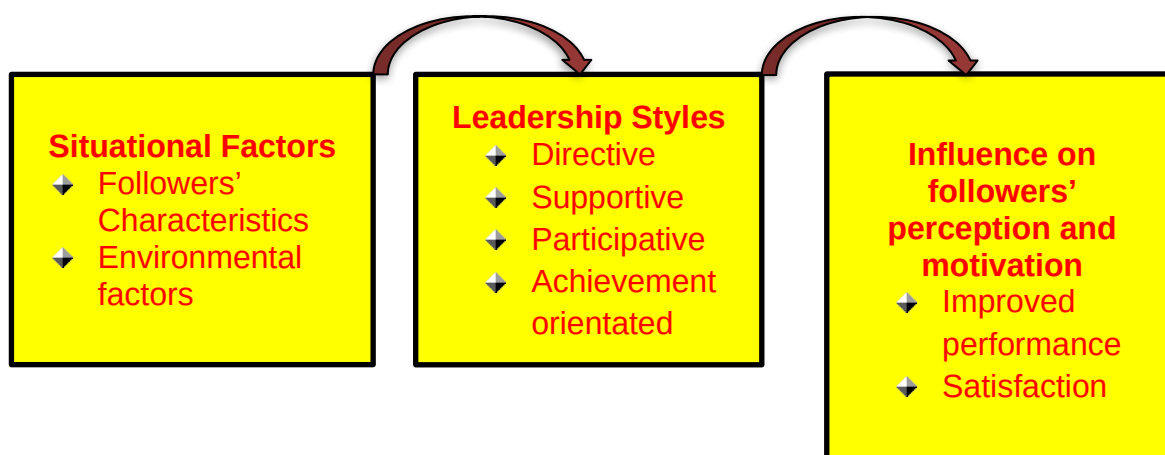 Situational Factors
Followers’
Characteristics
Environmental
factors
Leadership Styles
Directive
Supportive
Participative
Achievement
orientated
Influence on
followers’
perception and
motivation
Improved
performance
Satisfaction